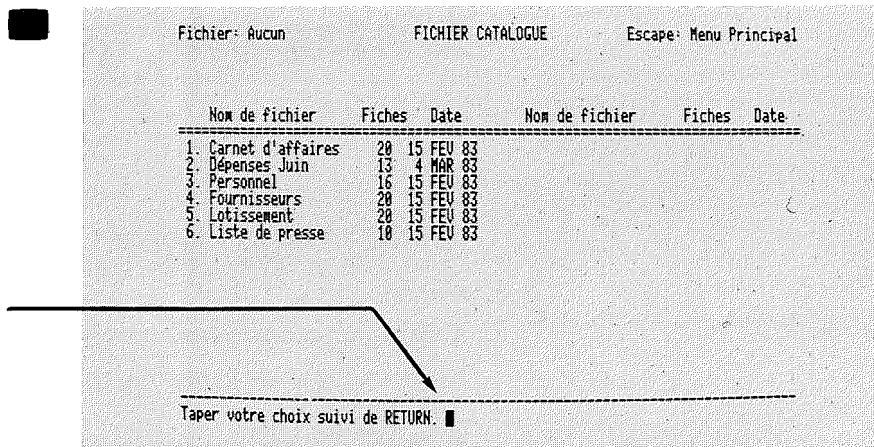 Fichier: Aucun FICHIER CATALOGUE Escape: Menu Principal
Nom de fichier Fiches Date Nom de fichier Fiches Date
1. Carnet d'affaires 20 15 FEV 83
2. Dépenses Juin 13 4 MAR 83
3. Personnel 16 15 FEV 83
4. Fournisseurs 20 15 FEV 83
5. Lotissement 20 15 FEV 83
6. Liste de presse 10 15 FEV 83
Taper votre choix suivi de RETURN.